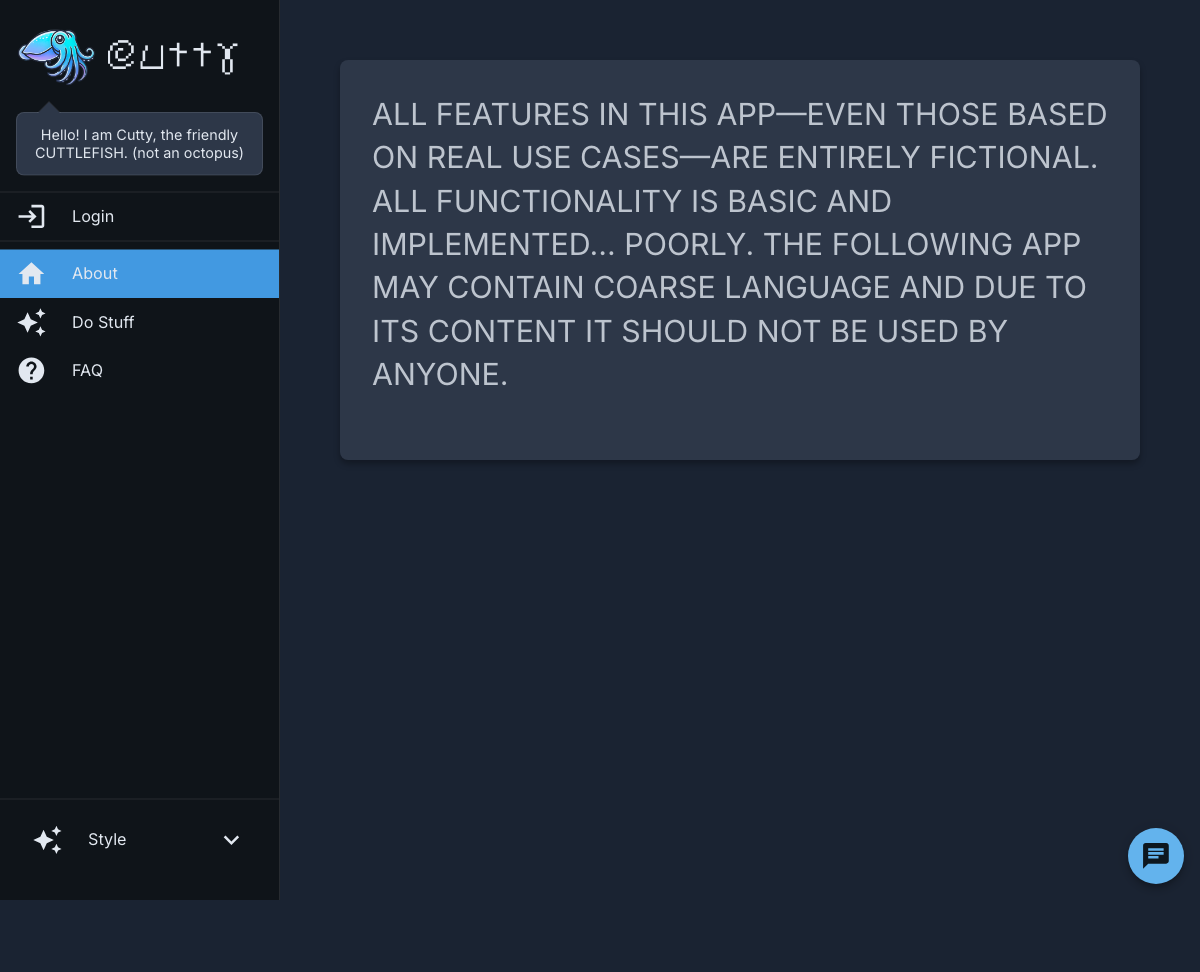 Cutty
Hello! I am Cutty, the friendly
CUTTLEFISH. (not an octopus)
Login
About
Do Stuff
FAQ
Style
ALL FEATURES IN THIS APP—EVEN THOSE BASED
ON REAL USE CASES—ARE ENTIRELY FICTIONAL.
ALL FUNCTIONALITY IS BASIC AND
IMPLEMENTED... POORLY. THE FOLLOWING APP
MAY CONTAIN COARSE LANGUAGE AND DUE TO
ITS CONTENT IT SHOULD NOT BE USED BY
ANYONE.